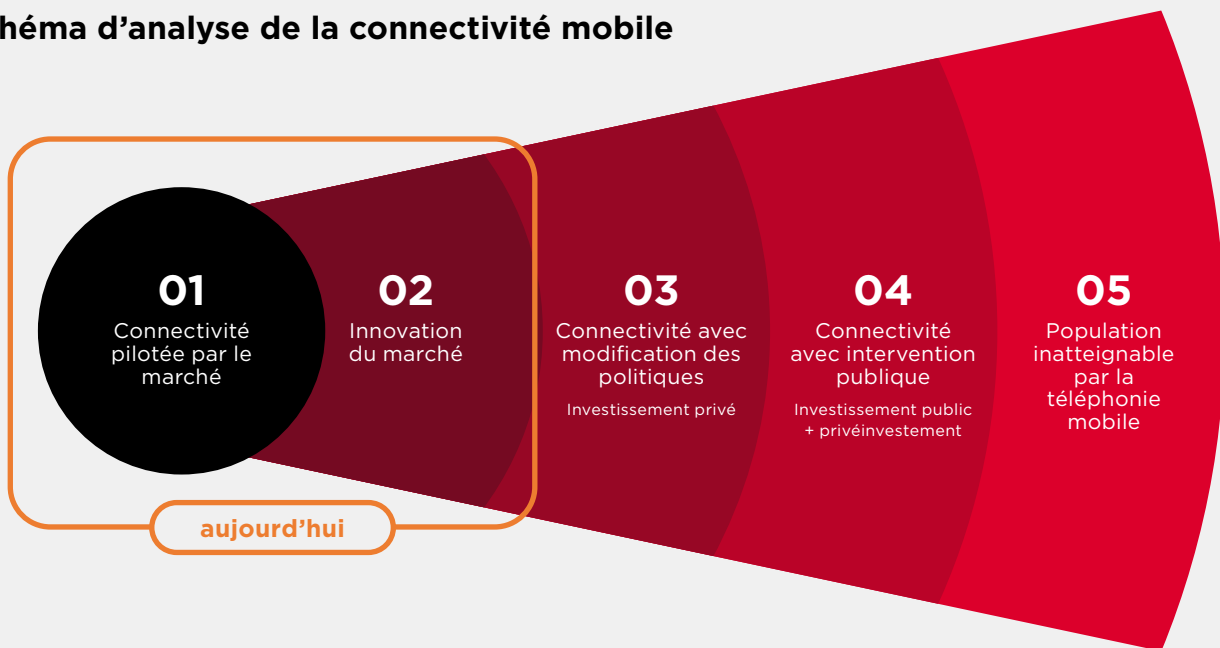 héma d’analyse de la connectivité mobile
01
Connectivité
pilotée par le
marché
02
Innovation
du marché
03
Connectivité avec
modification des
politiques
Investissement privé
04
Connectivité
avec intervention
publique
Investissement public
+ privéinvestement
05
Population
inatteignable
par la
téléphonie
mobile
aujourd’hui